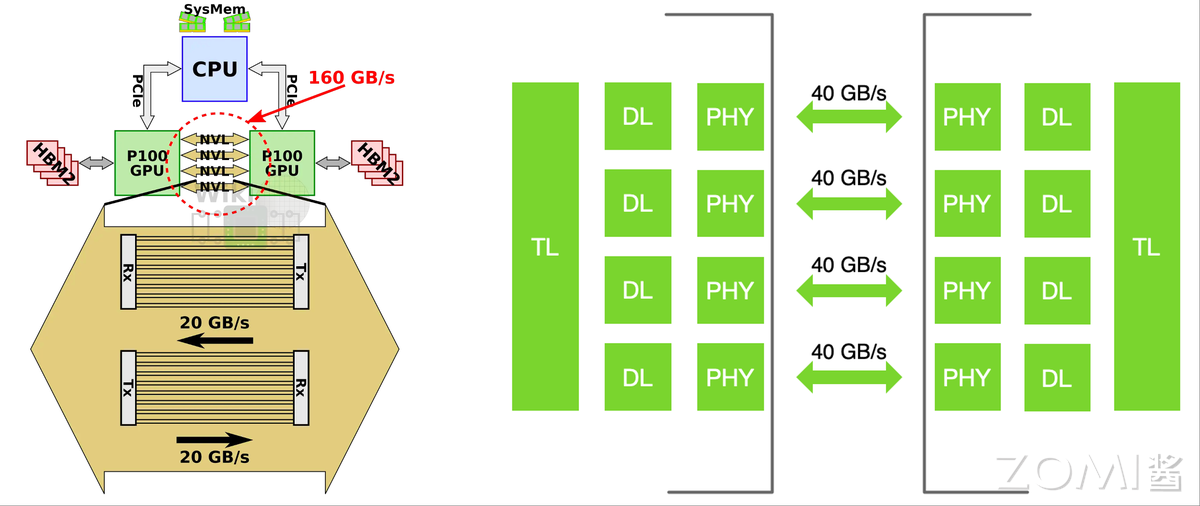 SysMem
CPU
PCIe
PCIe
160 GB/s
HBM2
P100
GPU
NVL
NVL
NVL
NVL
P100
GPU
HBM2
Wiki
Rx
Tx
20 GB/s
Tx
Rx
20 GB/s
TL
DL
PHY
40 GB/s
PHY
DL
TL
DL
PHY
40 GB/s
PHY
DL
DL
PHY
40 GB/s
PHY
DL
DL
PHY
40 GB/s
PHY
DL
ZOMI酱